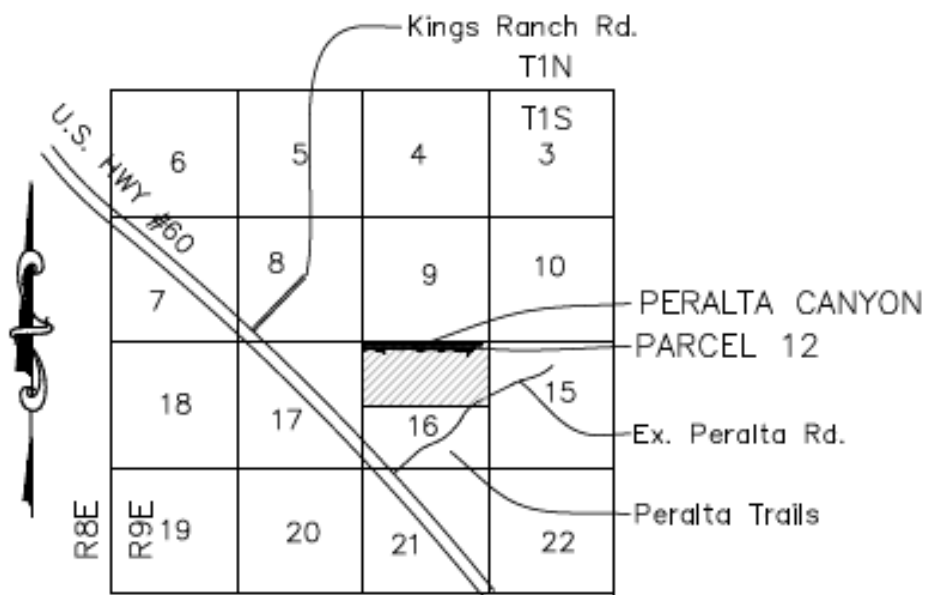 Kings Ranch Rd.
T1N
T1S
U.S. HWY #60
6
5
4
3
7
8
9
10
PERALTA CANYON
PARCEL 12
18
17
16
15
Ex. Peralta Rd.
Peralta Trails
R8E
R9E
19
20
21
22